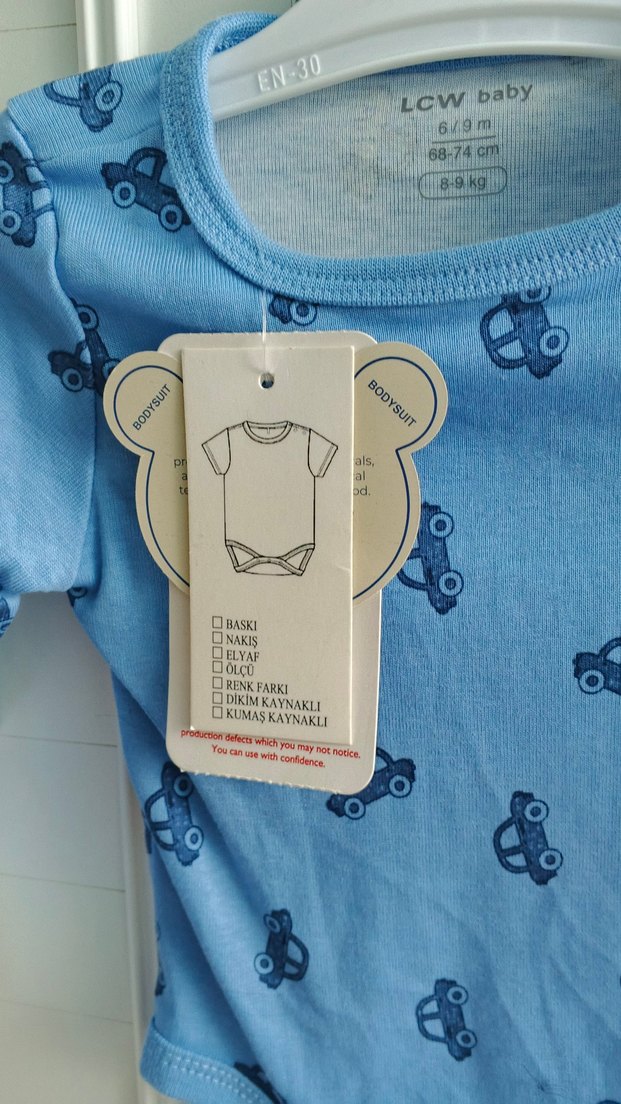 EN-30
LCW baby
6/9 m
68-74 cm
8-9 kg
BODYSUIT
BODYSUIT
BASKI
NAKIŞ
ELYAF
ÖLÇÜ
RENK FARKI
DİKİM KAYNAKLI
KUMAŞ KAYNAKLI
production defects which you may not notice.
You can use with confidence.